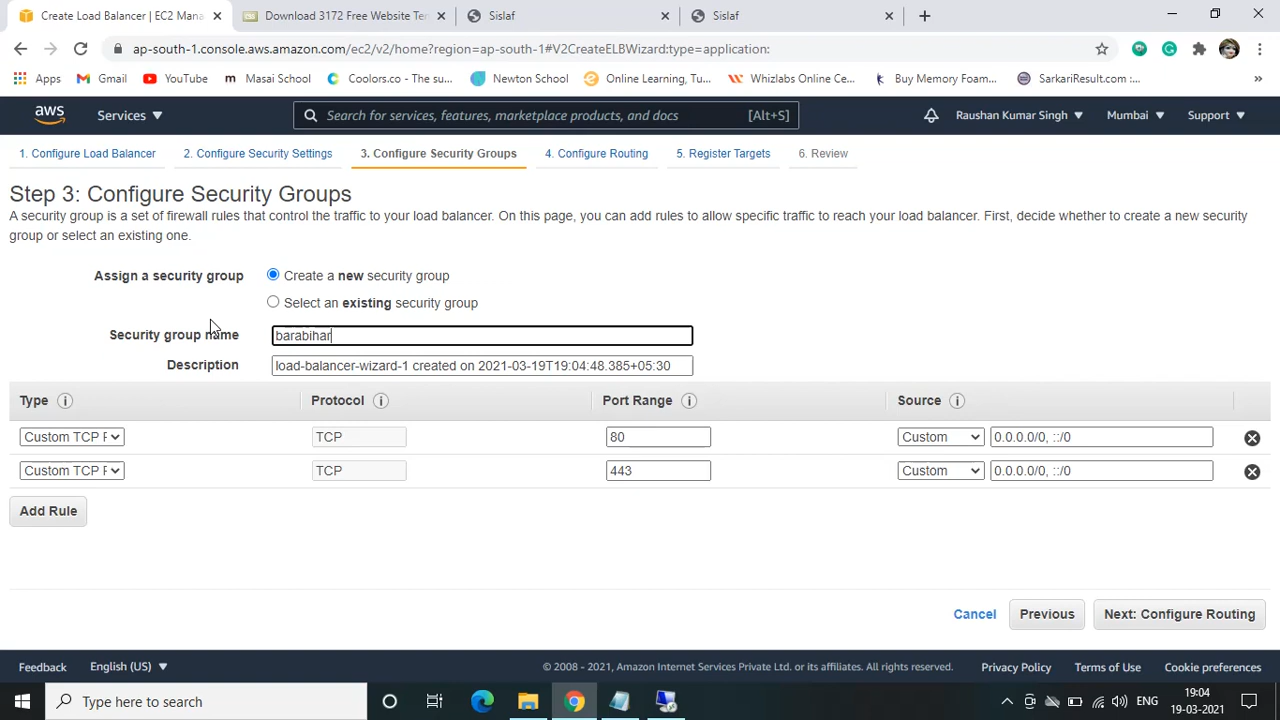 Create Load Balancer | EC2 Mana
Download 3172 Free Website Ter
Sislaf
Sislaf
ap-south-1.console.aws.amazon.com/ec2/v2/home?region=ap-south-1#V2CreateELBWizard:type=application:
Apps
Gmail
YouTube
Masai School
Coolors.co - The su...
Newton School
Online Learning, Tu...
Whizlabs Online Ce...
Buy Memory Foam...
SarkariResult.com :...
»
aws
Services
Search for services, features, marketplace products, and docs
[Alt+S]
Raushan Kumar Singh
Mumbai
Support
1. Configure Load Balancer
2. Configure Security Settings
3. Configure Security Groups
4. Configure Routing
5. Register Targets
6. Review
Step 3: Configure Security Groups
A security group is a set of firewall rules that control the traffic to your load balancer. On this page, you can add rules to allow specific traffic to reach your load balancer. First, decide whether to create a new security
group or select an existing one.
Assign a security group
Create a new security group
Select an existing security group
Security group name
barabihar
Description
load-balancer-wizard-1 created on 2021-03-19T19:04:48.385+05:30
Type
Protocol
Port Range
Source
Custom TCP F
TCP
80
Custom
0.0.0.0/0, ::/0
Custom TCP F
TCP
443
Custom
0.0.0.0/0, ::/0
Add Rule
Cancel
Previous
Next: Configure Routing
Feedback
English (US)
© 2008 - 2021, Amazon Internet Services Private Ltd. or its affiliates. All rights reserved.
Privacy Policy
Terms of Use
Cookie preferences
Type here to search
ENG
19:04
19-03-2021